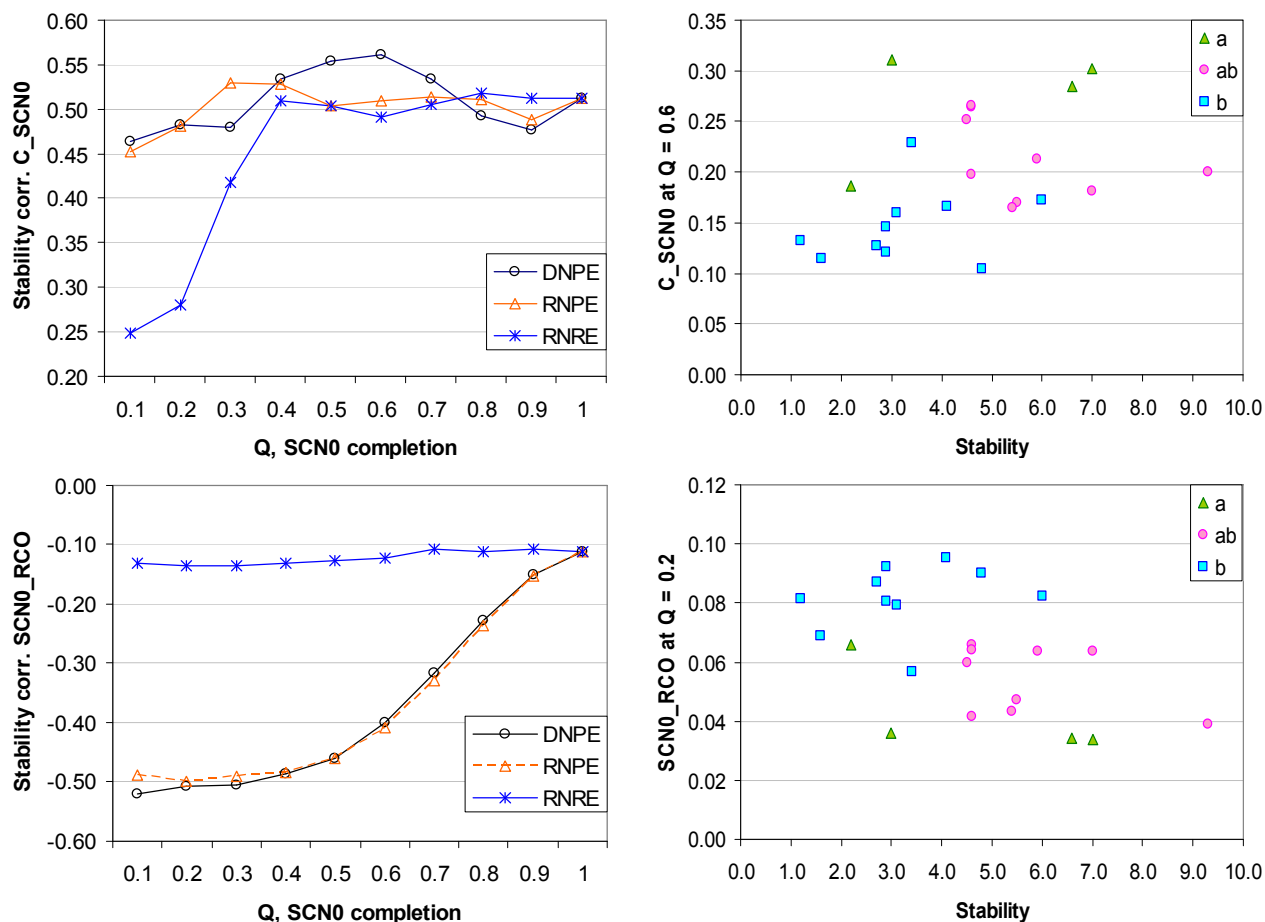 Stability corr. C_SCN0
0.60
0.55
0.50
0.45
0.40
0.35
0.30
0.25
0.20
DNPE
RNPE
RNRE
0.1 0.2 0.3 0.4 0.5 0.6 0.7 0.8 0.9 1
Q, SCN0 completion
C_SCN0 at Q = 0.6
0.35
0.30
0.25
0.20
0.15
0.10
0.05
0.00
a
ab
b
0.0 1.0 2.0 3.0 4.0 5.0 6.0 7.0 8.0 9.0 10.0
Stability
Stability corr. SCN0_RCO
0.00
-0.10
-0.20
-0.30
-0.40
-0.50
-0.60
DNPE
RNPE
RNRE
0.1 0.2 0.3 0.4 0.5 0.6 0.7 0.8 0.9 1
Q, SCN0 completion
SCN0_RCO at Q = 0.2
0.12
0.10
0.08
0.06
0.04
0.02
0.00
a
ab
b
0.0 1.0 2.0 3.0 4.0 5.0 6.0 7.0 8.0 9.0 10.0
Stability